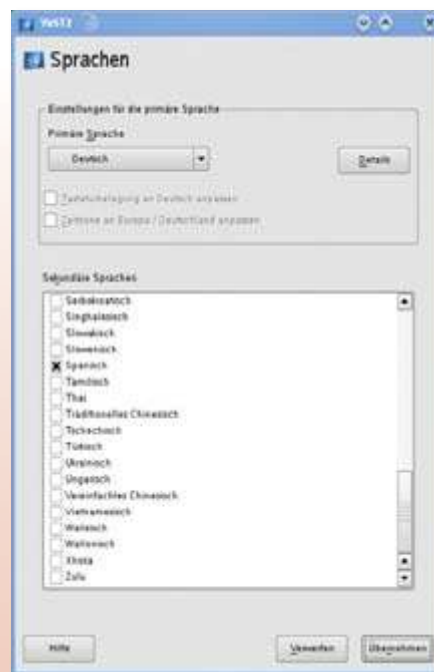 YaST2
Sprachen
Einstellungen für die primäre Sprache
Primäre Sprache
Deutsch
Details
Tastaturbelegung an Deutsch anpassen
Zeitzone an Europa / Deutschland anpassen
Sekundäre Sprachen
Serbokroatisch
Singhalesisch
Slowakisch
Slowenisch
Spanisch
Tamilisch
Thai
Traditionelles Chinesisch
Tschechisch
Türkisch
Ukrainisch
Ungarisch
Vereinfachtes Chinesisch
Vietnamesisch
Walisisch
Wallonisch
Xhosa
Zulu
Hilfe
Verwerfen
Übernehmen